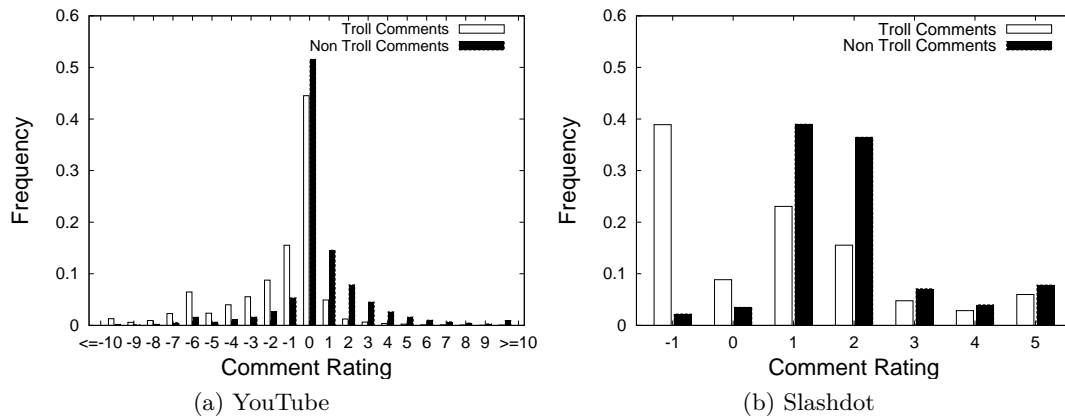 0.6
0.5
0.4
0.3
0.2
0.1
0
Frequency
Troll Comments
Non Troll Comments
<=-10 -9 -8 -7 -6 -5 -4 -3 -2 -1 0 1 2 3 4 5 6 7 8 9 >=10
Comment Rating
(a) YouTube
0.6
0.5
0.4
0.3
0.2
0.1
0
Frequency
Troll Comments
Non Troll Comments
-1 0 1 2 3 4 5
Comment Rating
(b) Slashdot